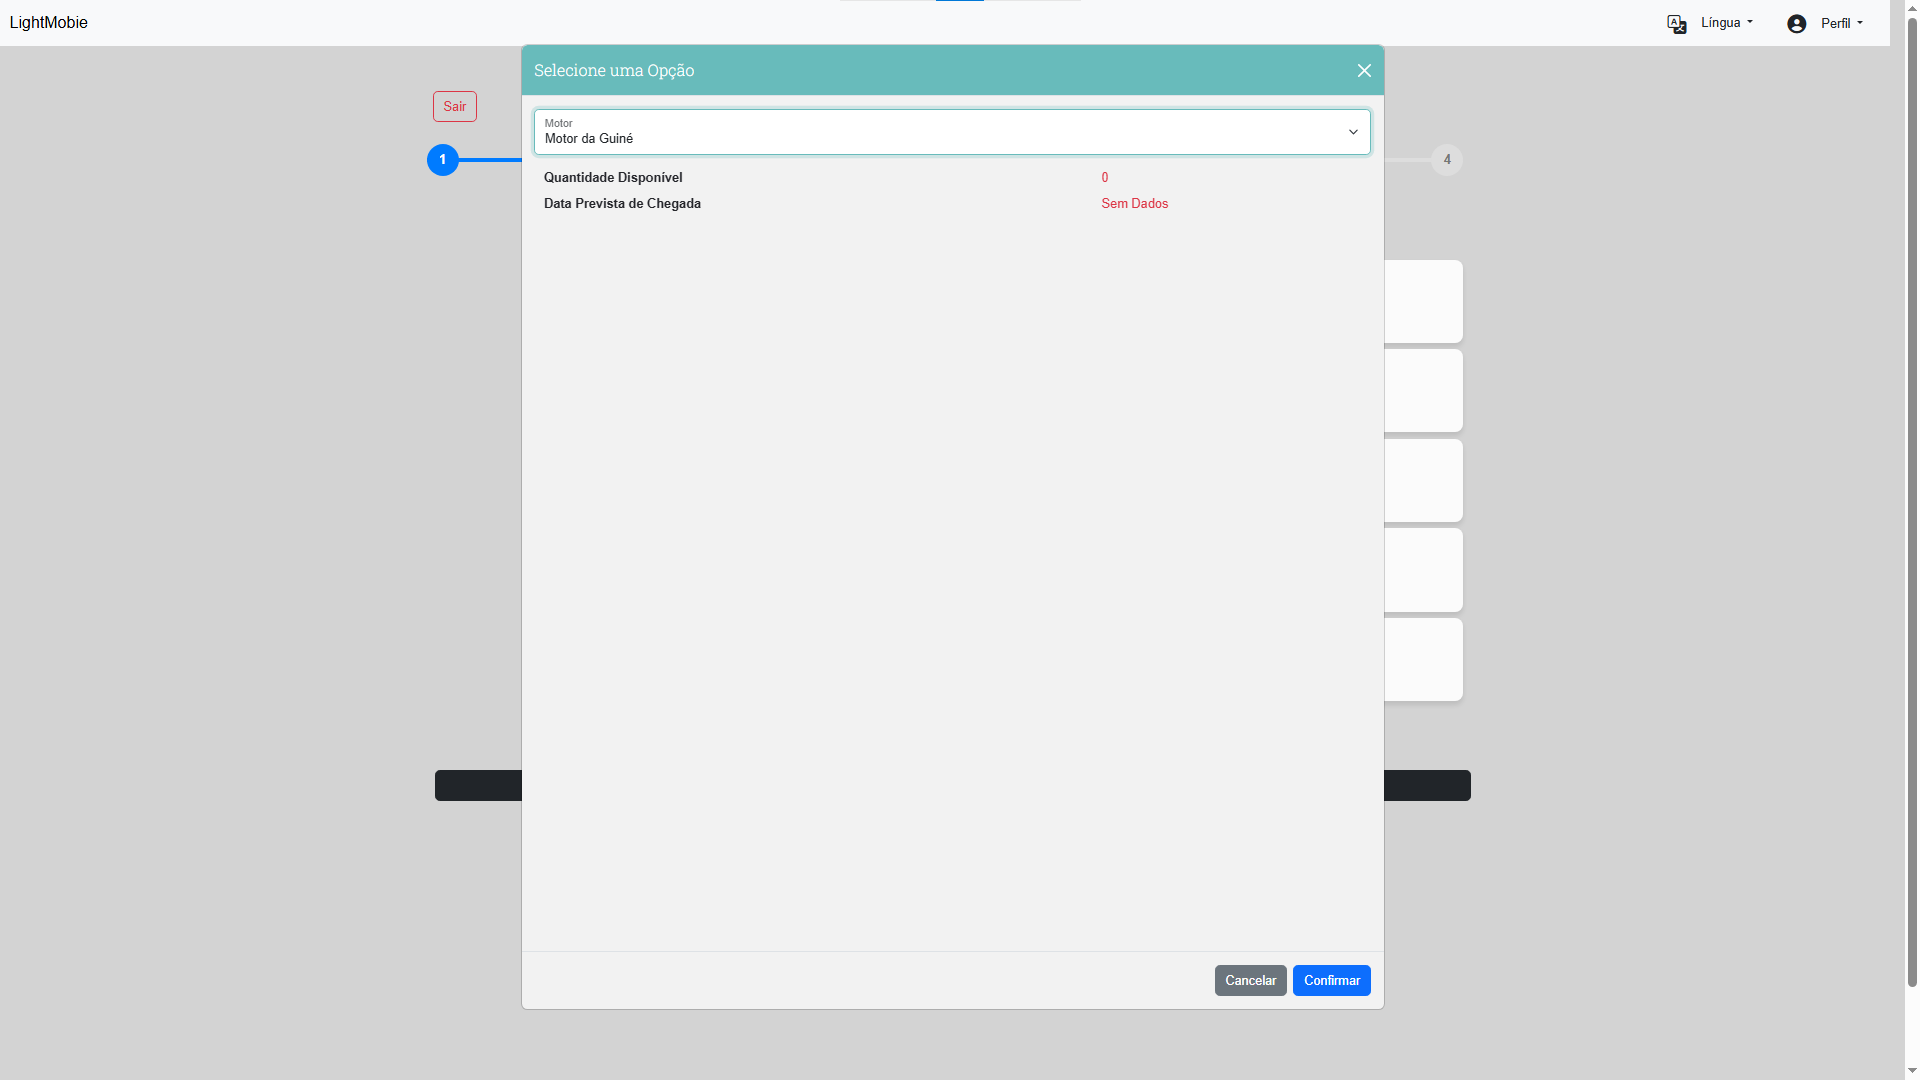 LightMobie
Língua
Perfil
Selecione uma Opção
Sair
Motor
Motor da Guiné
1
4
Quantidade Disponível 0
Data Prevista de Chegada Sem Dados
Cancelar
Confirmar